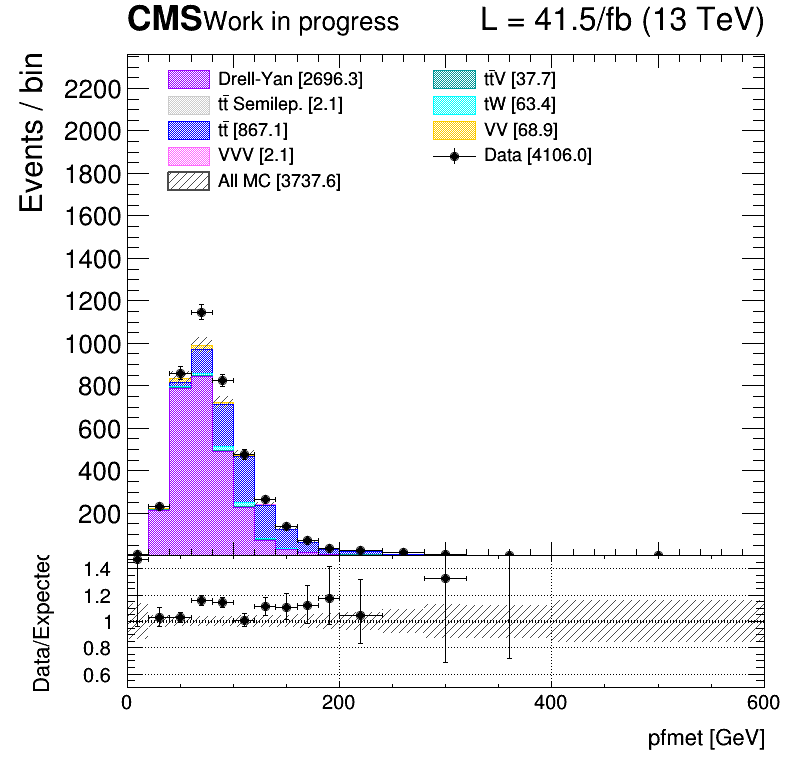 CMS Work in progress L = 41.5/fb (13 TeV)
Events / bin
Drell-Yan [2696.3]
tt̄ Semilep. [2.1]
tt̄ [867.1]
VVV [2.1]
All MC [3737.6]
tt̄V [37.7]
tW [63.4]
VV [68.9]
Data [4106.0]
2200
2000
1800
1600
1400
1200
1000
800
600
400
200
Data/Expected
1.4
1.2
1
0.8
0.6
0 200 400 600
pfmet [GeV]